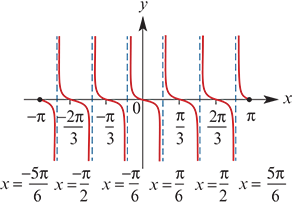 y
x
0
−π −2π/3 −π/3 π/3 2π/3 π
x = −5π/6 x = −π/2 x = −π/6 x = π/6 x = π/2 x = 5π/6